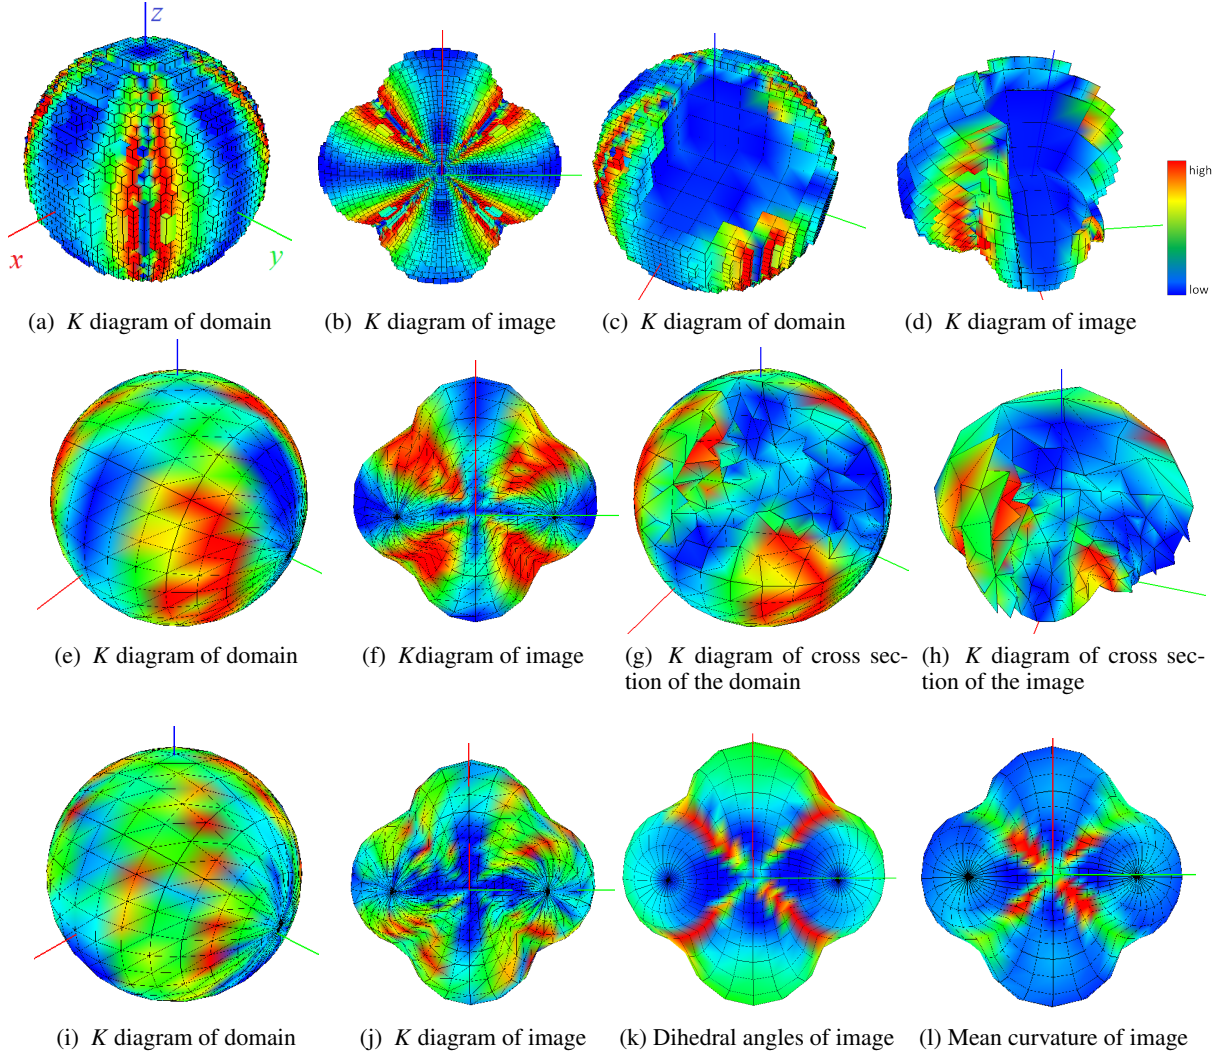 z
x
y
high
low
(a) K diagram of domain
(b) K diagram of image
(c) K diagram of domain
(d) K diagram of image
(e) K diagram of domain
(f) Kdiagram of image
(g) K diagram of cross sec-
tion of the domain
(h) K diagram of cross sec-
tion of the image
(i) K diagram of domain
(j) K diagram of image
(k) Dihedral angles of image
(l) Mean curvature of image